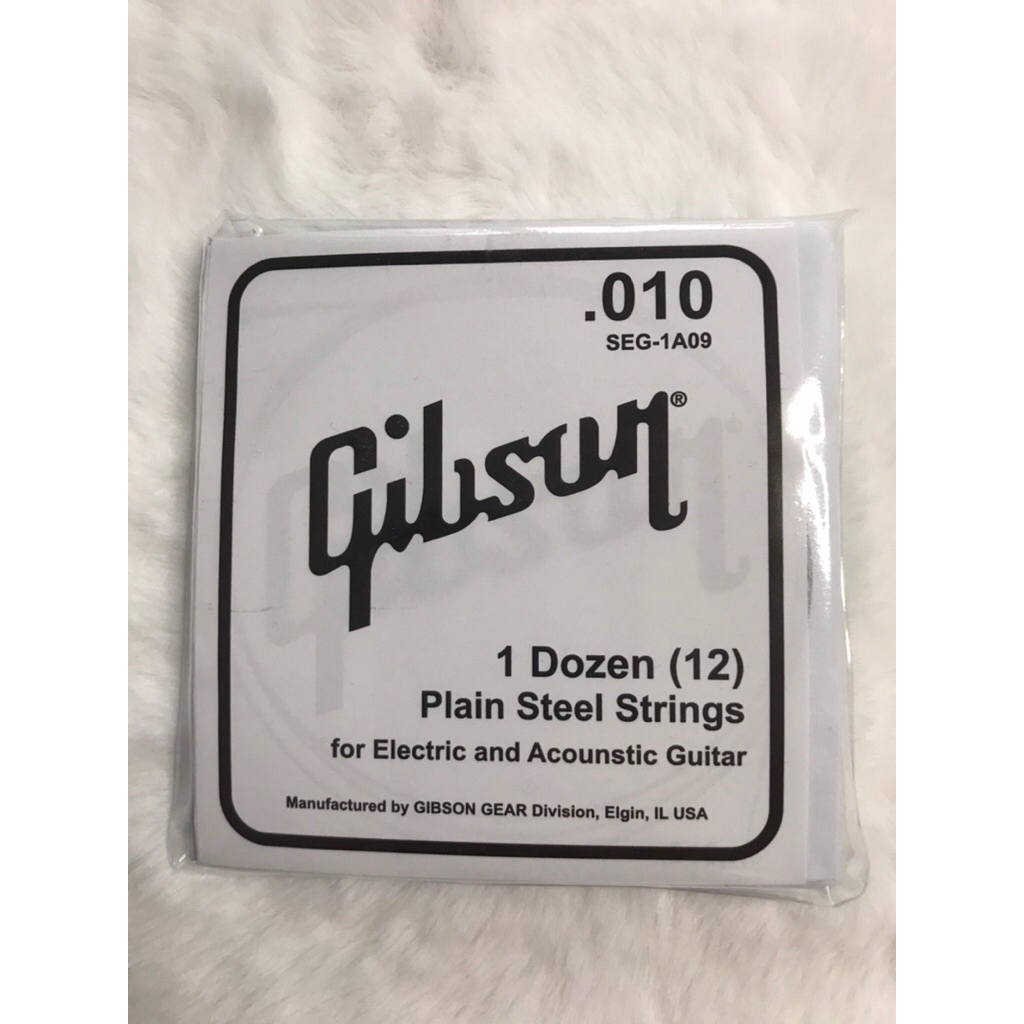 .010
SEG-1A09
Gibson®
1 Dozen (12)
Plain Steel Strings
for Electric and Acounstic Guitar
Manufactured by GIBSON GEAR Division, Elgin, IL USA